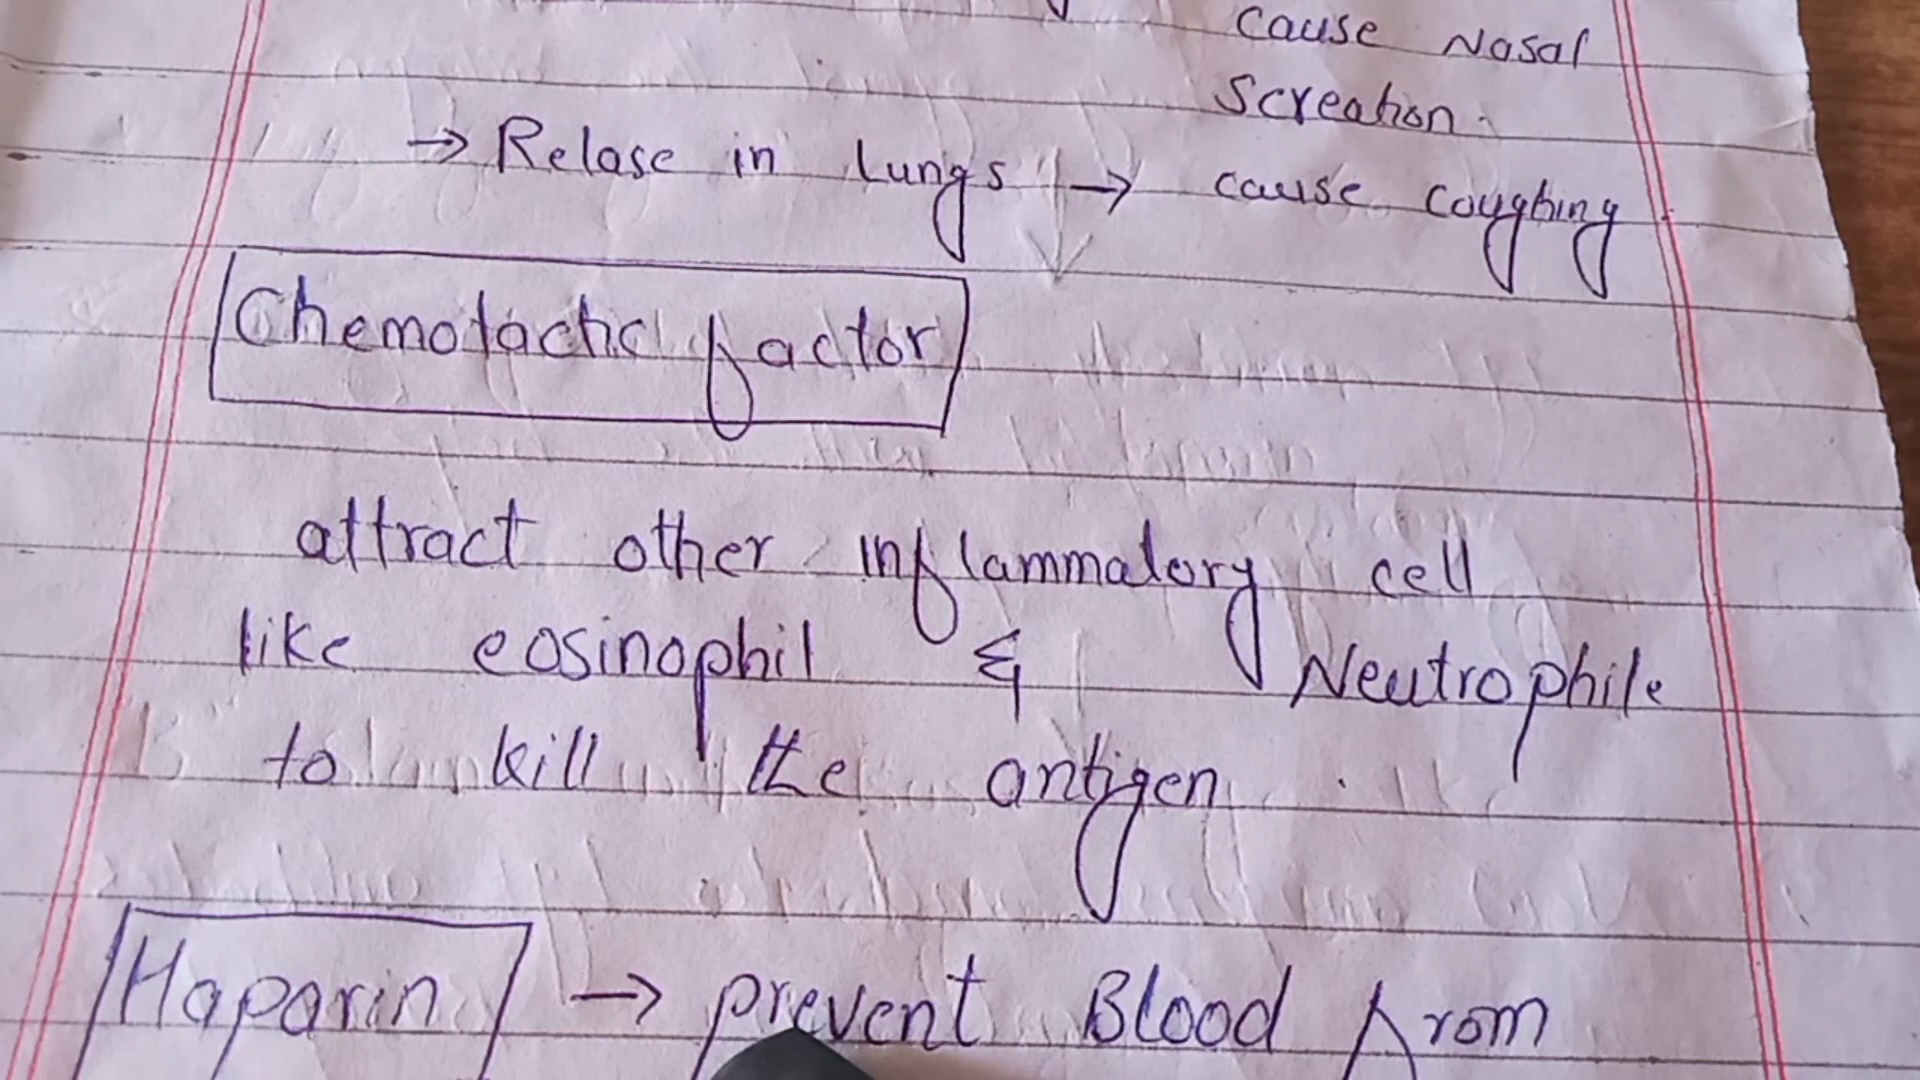 cause Nasal
Screation.
→ Relase in lungs → cause coughing
Chemotactic factor
attract other inflammatory cell
like eosinophil & Neutrophile
to kill the antigen.
Haparin → prevent Blood from